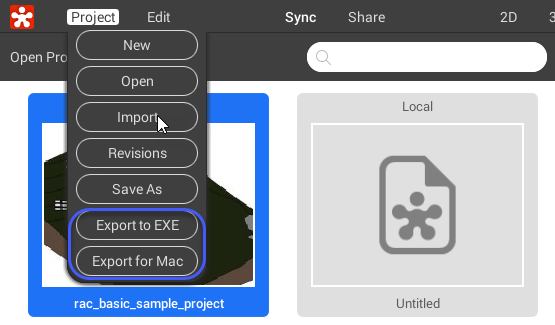 Project Edit Sync Share 2D 3
Open Pro
New
Open
Import
Revisions
Save As
Export to EXE
Export for Mac
Local
rac_basic_sample_project
Untitled